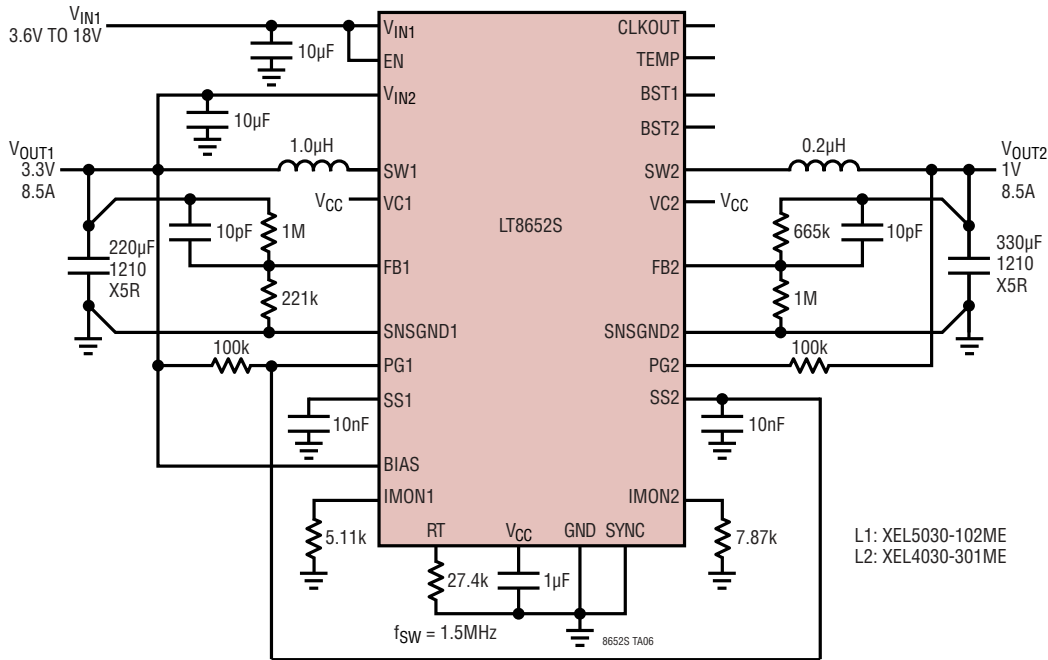 VIN1
3.6V TO 18V
10µF
VIN1
EN
VIN2
10µF
VOUT1
3.3V
8.5A
1.0µH
SW1
VCC
VC1
10pF
1M
220µF
1210
X5R
FB1
221k
SNSGND1
100k
PG1
SS1
10nF
BIAS
IMON1
5.11k
LT8652S
CLKOUT
TEMP
BST1
BST2
SW2
0.2µH
VOUT2
1V
8.5A
VC2
VCC
665k
10pF
330µF
1210
X5R
FB2
1M
SNSGND2
100k
PG2
SS2
10nF
IMON2
7.87k
RT
VCC
GND
SYNC
27.4k
1µF
fSW = 1.5MHz
8652S TA06
L1: XEL5030-102ME
L2: XEL4030-301ME